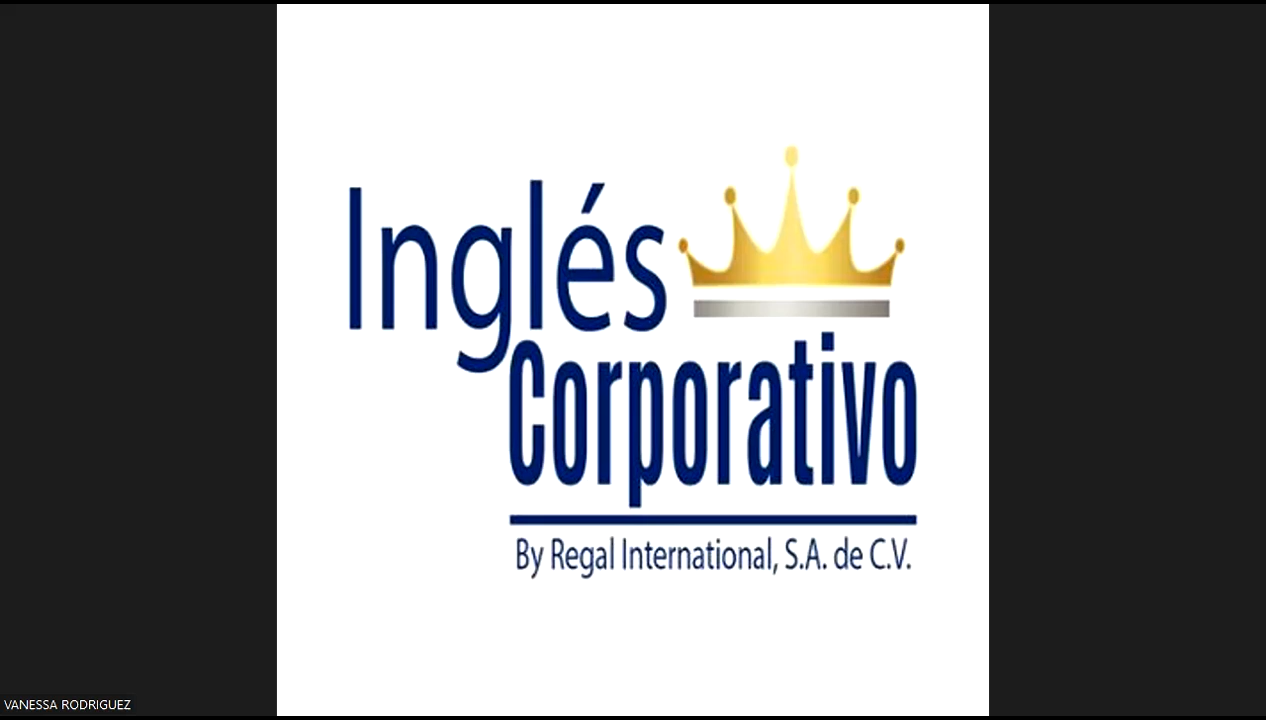 Inglés
Corporativo
By Regal International, S.A. de C.V.
VANESSA RODRIGUEZ